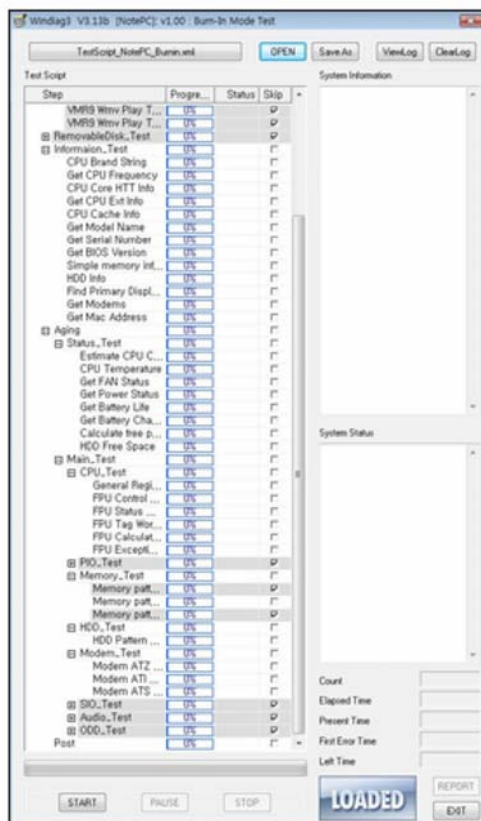 Windiag3 V3.13b [NotePC]: v1.00 : Burn-In Mode Test
TestScript_NotePC_Burnin.xml OPEN Save As ViewLog ClearLog
Test Script System Information
Step Progre... Status Skip
VMR9 Wmv Play T... 0%
VMR9 Wmv Play T... 0%
RemovableDisk_Test 0%
Informaion_Test 0%
CPU Brand String 0%
Get CPU Frequency 0%
CPU Core HTT Info 0%
Get CPU Ext Info 0%
CPU Cache Info 0%
Get Model Name 0%
Get Serial Number 0%
Get BIOS Version 0%
Simple memory inf... 0%
HDD Info 0%
Find Primary Displ... 0%
Get Modems 0%
Get Mac Address 0%
Aging 0%
Status_Test 0%
Estimate CPU C... 0%
CPU Temperature 0%
Get FAN Status 0%
Get Power Status 0%
Get Battery Life 0%
Get Battery Cha... 0%
Calculate free p... 0%
System Status
HDD Free Space 0%
Main_Test 0%
CPU_Test 0%
General Regi... 0%
FPU Control ... 0%
FPU Status ... 0%
FPU Tag Wor... 0%
FPU Calculat... 0%
FPU Excepti... 0%
PIO_Test 0%
Memory_Test 0%
Memory patt... 0%
Memory patt... 0%
Memory patt... 0%
HDD_Test 0%
HDD Pattern ... 0%
Modem_Test 0%
Modem ATZ 0%
Modem ATI ... 0%
Modem ATS ... 0%
SIO_Test 0%
Audio_Test 0%
ODD_Test 0%
Post 0%
Count
Elapsed Time
Present Time
First Error Time
Left Time
START PAUSE STOP LOADED REPORT
EXIT